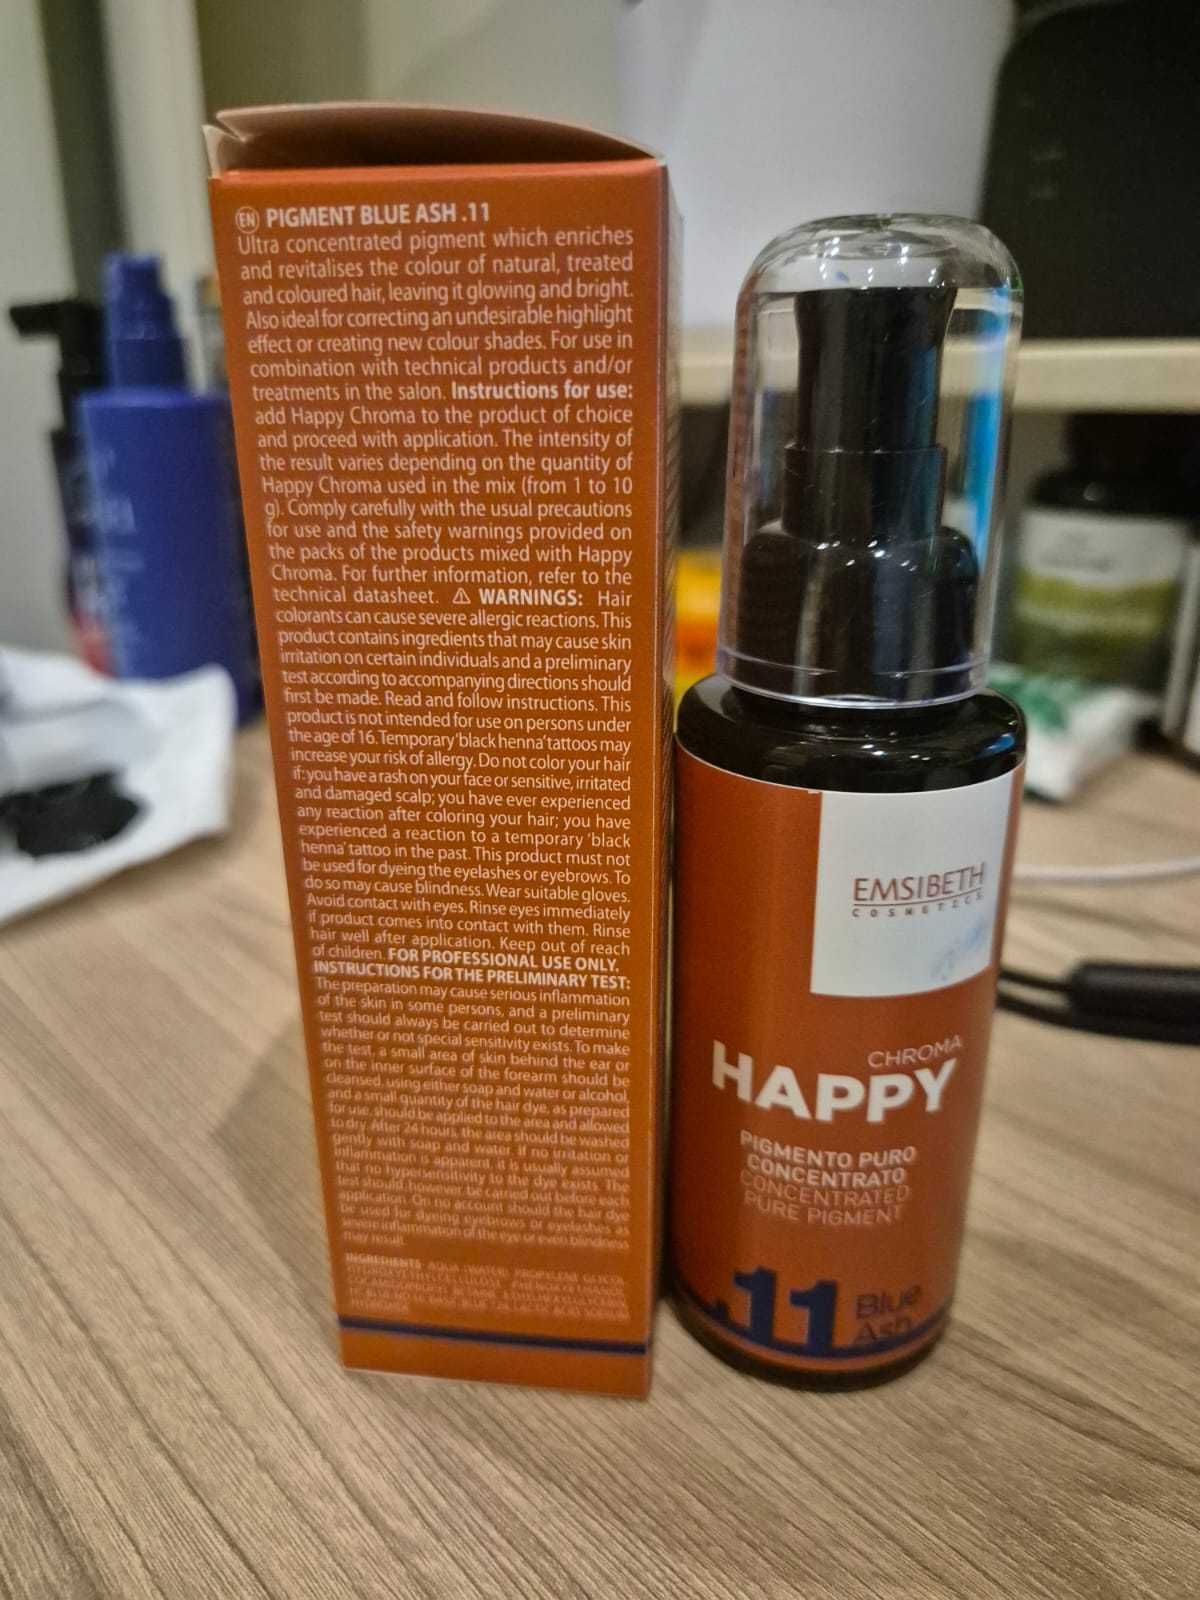 EN PIGMENT BLUE ASH .11
Ultra concentrated pigment which enriches
and revitalises the colour of natural, treated
and coloured hair, leaving it glowing and bright.
Also ideal for correcting an undesirable highlight
effect or creating new colour shades. For use in
combination with technical products and/or
treatments in the salon. Instructions for use:
add Happy Chroma to the product of choice
and proceed with application. The intensity of
the result varies depending on the quantity of
Happy Chroma used in the mix (from 1 to 10
g). Comply carefully with the usual precautions
for use and the safety warnings provided on
the packs of the products mixed with Happy
Chroma. For further information, refer to the
technical datasheet. ⚠ WARNINGS: Hair
colorants can cause severe allergic reactions. This
product contains ingredients that may cause skin
irritation on certain individuals and a preliminary
test according to accompanying directions should
first be made. Read and follow instructions. This
product is not intended for use on persons under
the age of 16. Temporary 'black henna' tattoos may
increase your risk of allergy. Do not color your hair
if: you have a rash on your face or sensitive, irritated
and damaged scalp; you have ever experienced
any reaction after coloring your hair; you have
experienced a reaction to a temporary 'black
henna' tattoo in the past. This product must not
be used for dyeing the eyelashes or eyebrows. To
do so may cause blindness. Wear suitable gloves.
Avoid contact with eyes. Rinse eyes immediately
if product comes into contact with them. Rinse
hair well after application. Keep out of reach
of children. FOR PROFESSIONAL USE ONLY.
INSTRUCTIONS FOR THE PRELIMINARY TEST:
The preparation may cause serious inflammation
of the skin in some persons, and a preliminary
test should always be carried out to determine
whether or not special sensitivity exists. To make
the test, a small area of skin behind the ear or
on the inner surface of the forearm should be
cleansed, using either soap and water or alcohol,
and a small quantity of the hair dye, as prepared
for use, should be applied to the area and allowed
to dry. After 24 hours, the area should be washed
gently with soap and water. If no irritation or
inflammation is apparent, it is usually assumed
that no hypersensitivity to the dye exists. The
test should, however, be carried out before each
application. On no account should the hair dye
be used for dyeing eyebrows or eyelashes as
severe inflammation of the eye or even blindness
may result.
INGREDIENTS AQUA (WATER), PROPYLENE GLYCOL,
HYDROXYETHYLCELLULOSE,
EMSIBETH
COSMETICS
CHROMA
HAPPY
PIGMENTO PURO
CONCENTRATO
CONCENTRATED
PURE PIGMENT
.11 Blue
Ash